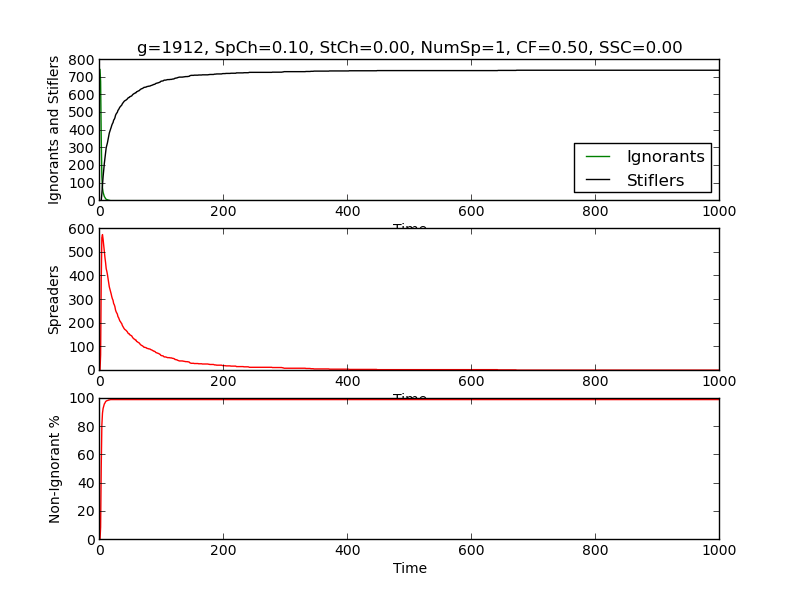 g=1912, SpCh=0.10, StCh=0.00, NumSp=1, CF=0.50, SSC=0.00
Ignorants and Stiflers
800
700
600
500
400
300
200
100
0
Ignorants
Stiflers
0 200 400 600 800 1000
Time
Spreaders
600
500
400
300
200
100
0
0 200 400 600 800 1000
Time
Non-Ignorant %
100
80
60
40
20
0
0 200 400 600 800 1000
Time